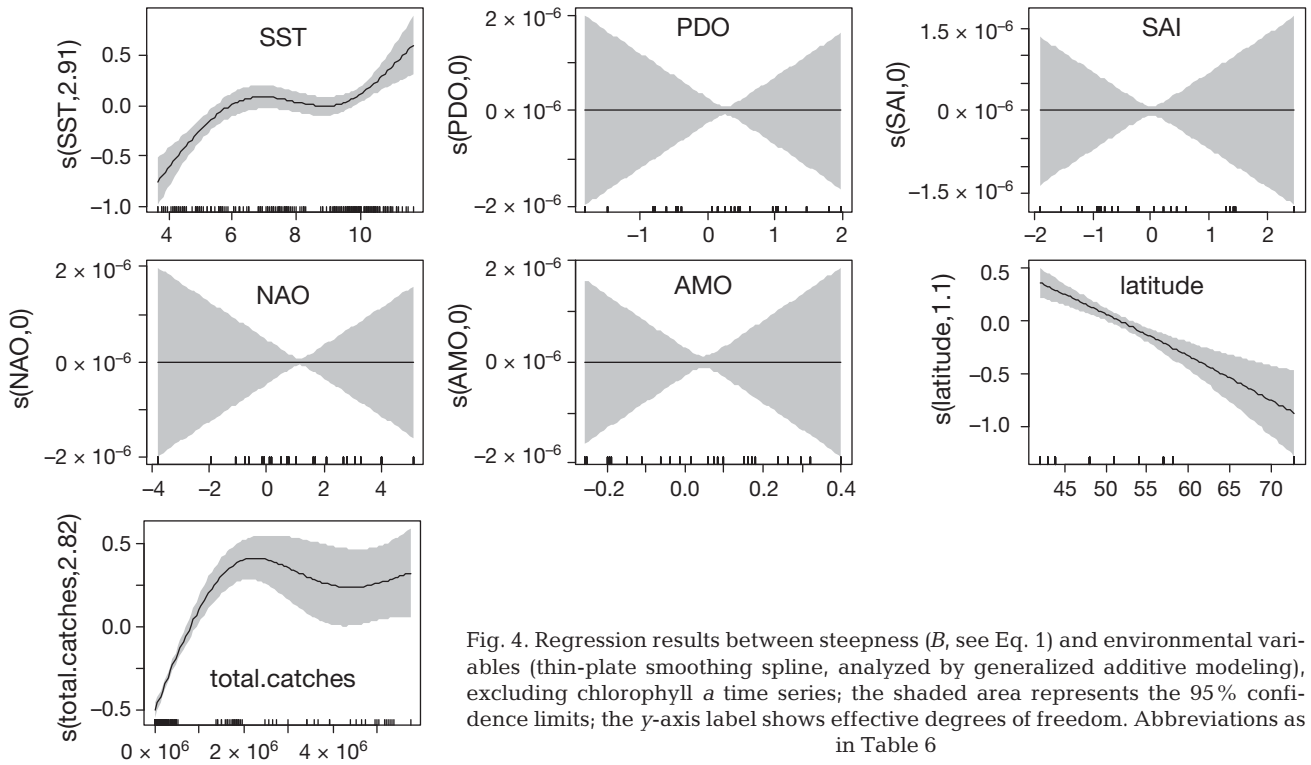 SST
s(SST,2.91)
0.5
0.0
−0.5
−1.0
4 6 8 10
PDO
s(PDO,0)
2 × 10⁻⁶
0 × 10⁻⁶
−2 × 10⁻⁶
−1 0 1 2
SAI
s(SAI,0)
1.5 × 10⁻⁶
0 × 10⁻⁶
−1.5 × 10⁻⁶
−2 −1 0 1 2
NAO
s(NAO,0)
2 × 10⁻⁶
0 × 10⁻⁶
−2 × 10⁻⁶
−4 −2 0 2 4
AMO
s(AMO,0)
2 × 10⁻⁶
0 × 10⁻⁶
−2 × 10⁻⁶
−0.2 0.0 0.2 0.4
latitude
s(latitude,1.1)
0.5
0.0
−0.5
−1.0
45 50 55 60 65 70
total.catches
s(total.catches,2.82)
0.5
0.0
−0.5
0 × 10⁶ 2 × 10⁶ 4 × 10⁶
Fig. 4. Regression results between steepness (B, see Eq. 1) and environmental vari-
ables (thin-plate smoothing spline, analyzed by generalized additive modeling),
excluding chlorophyll a time series; the shaded area represents the 95% confi-
dence limits; the y-axis label shows effective degrees of freedom. Abbreviations as
in Table 6